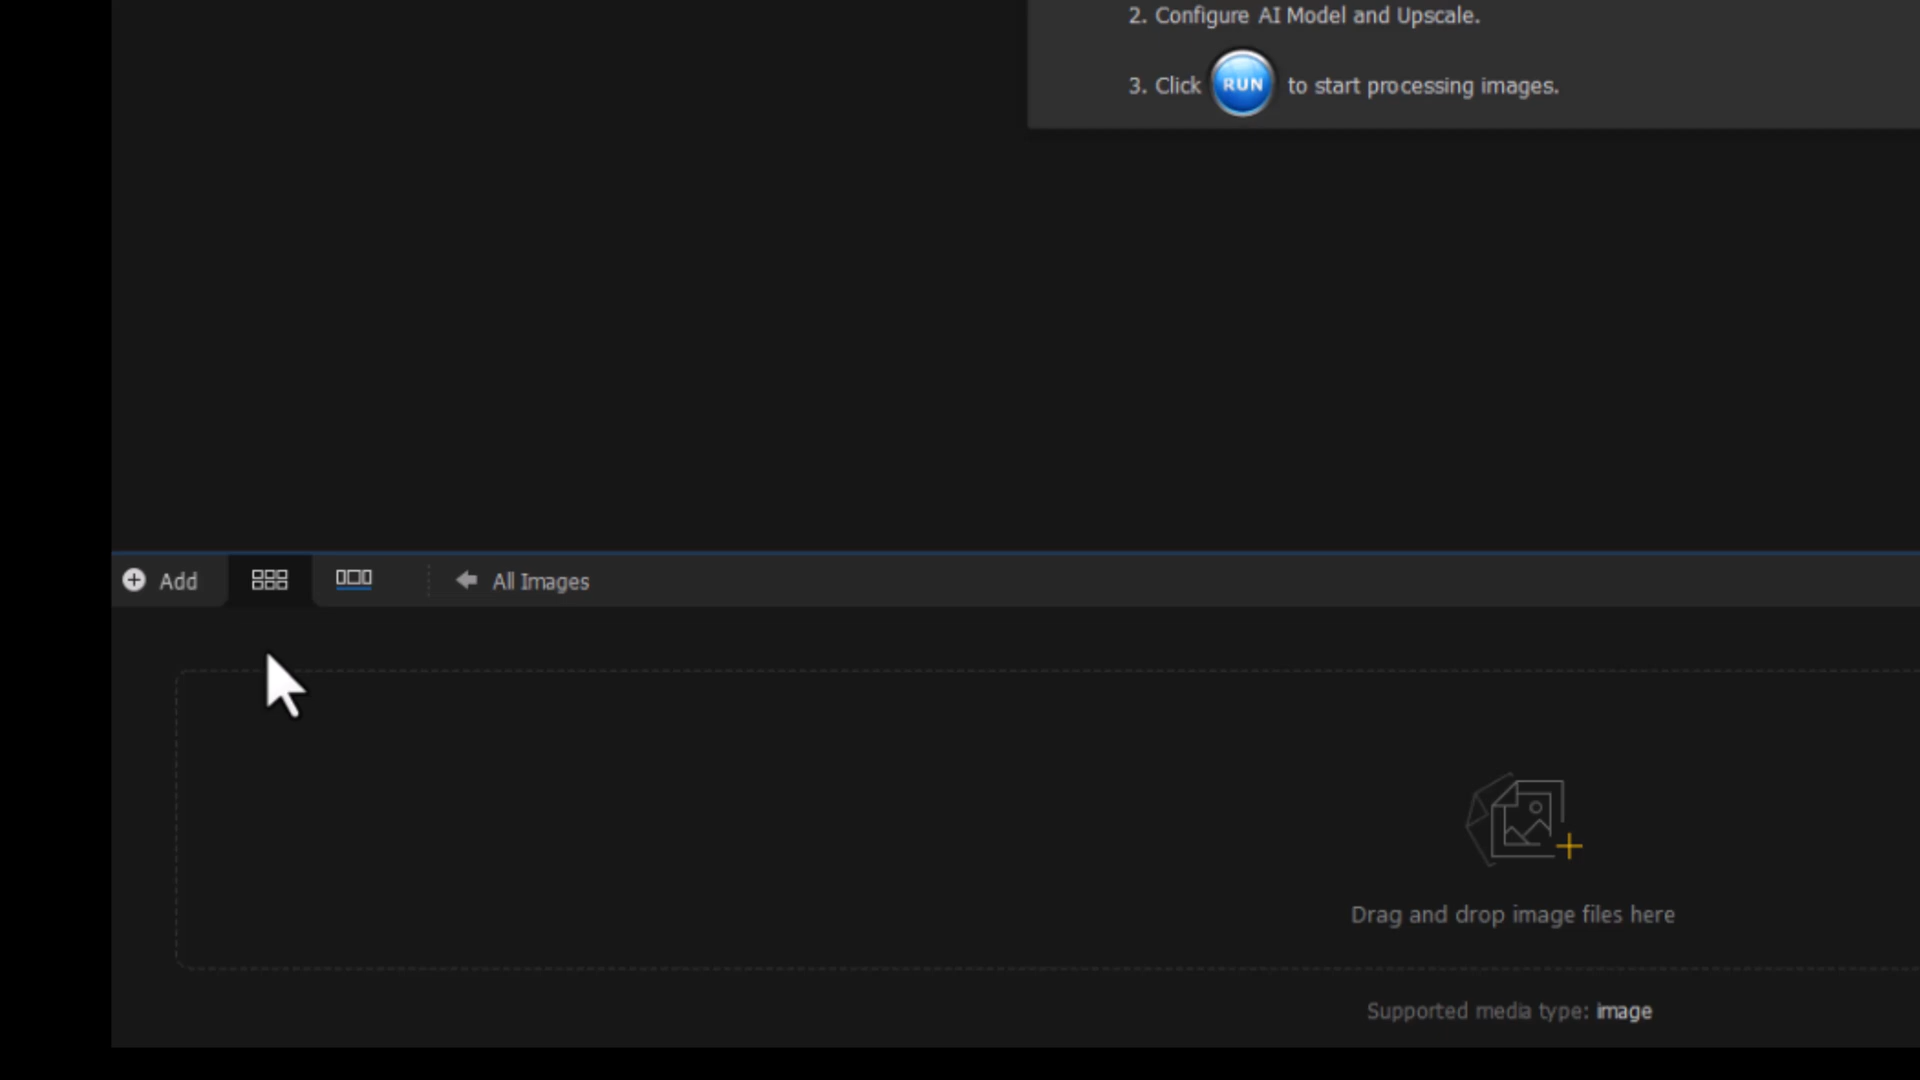 2. Configure AI Model and Upscale.
3. Click RUN to start processing images.
Add
All Images
Drag and drop image files here
Supported media type: image